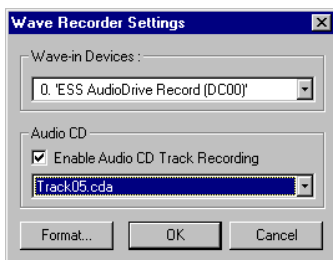 Wave Recorder Settings
Wave-in Devices :
0. 'ESS AudioDrive Record (DC00)'
Audio CD
Enable Audio CD Track Recording
Track05.cda
Format... OK Cancel